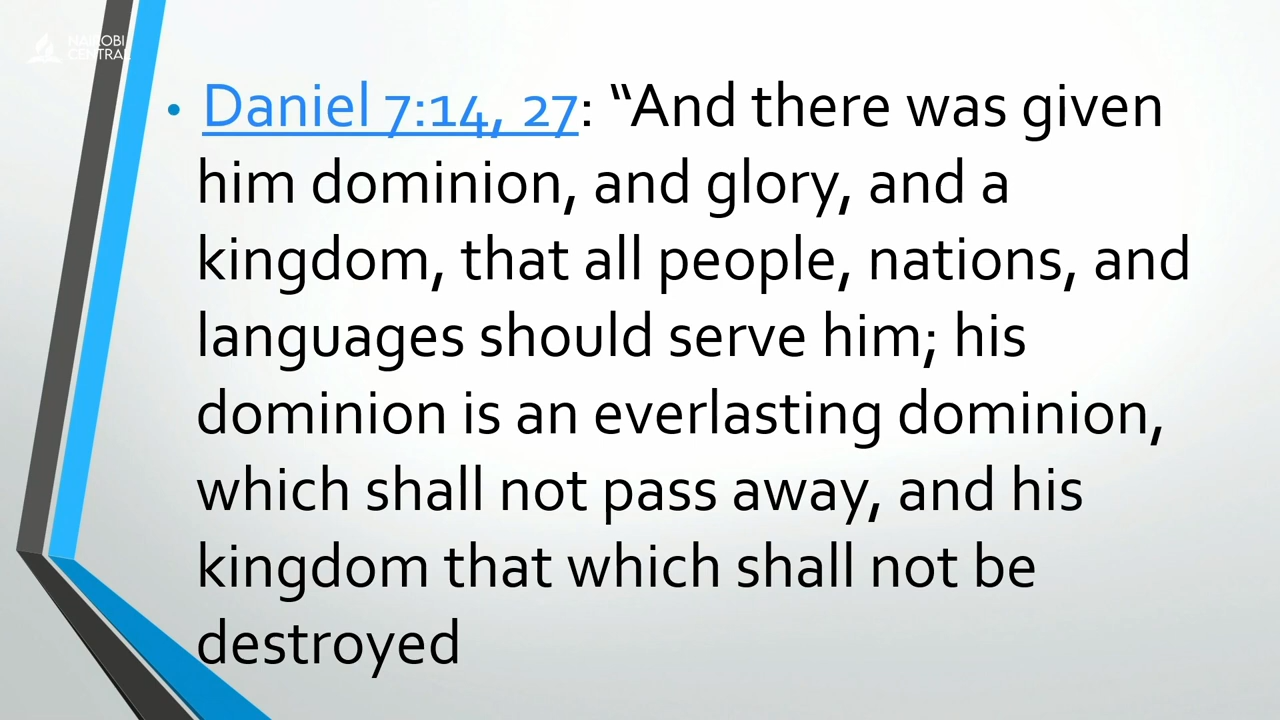 NAIROBI
CENTRAL
• Daniel 7:14, 27: “And there was given
him dominion, and glory, and a
kingdom, that all people, nations, and
languages should serve him; his
dominion is an everlasting dominion,
which shall not pass away, and his
kingdom that which shall not be
destroyed